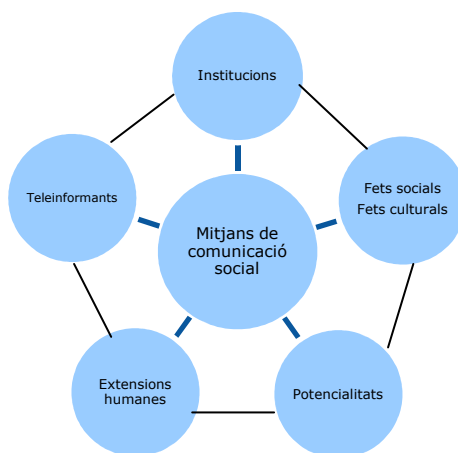 Institucions
Teleinformants
Fets socials
Fets culturals
Mitjans de
comunicació
social
Extensions
humanes
Potencialitats